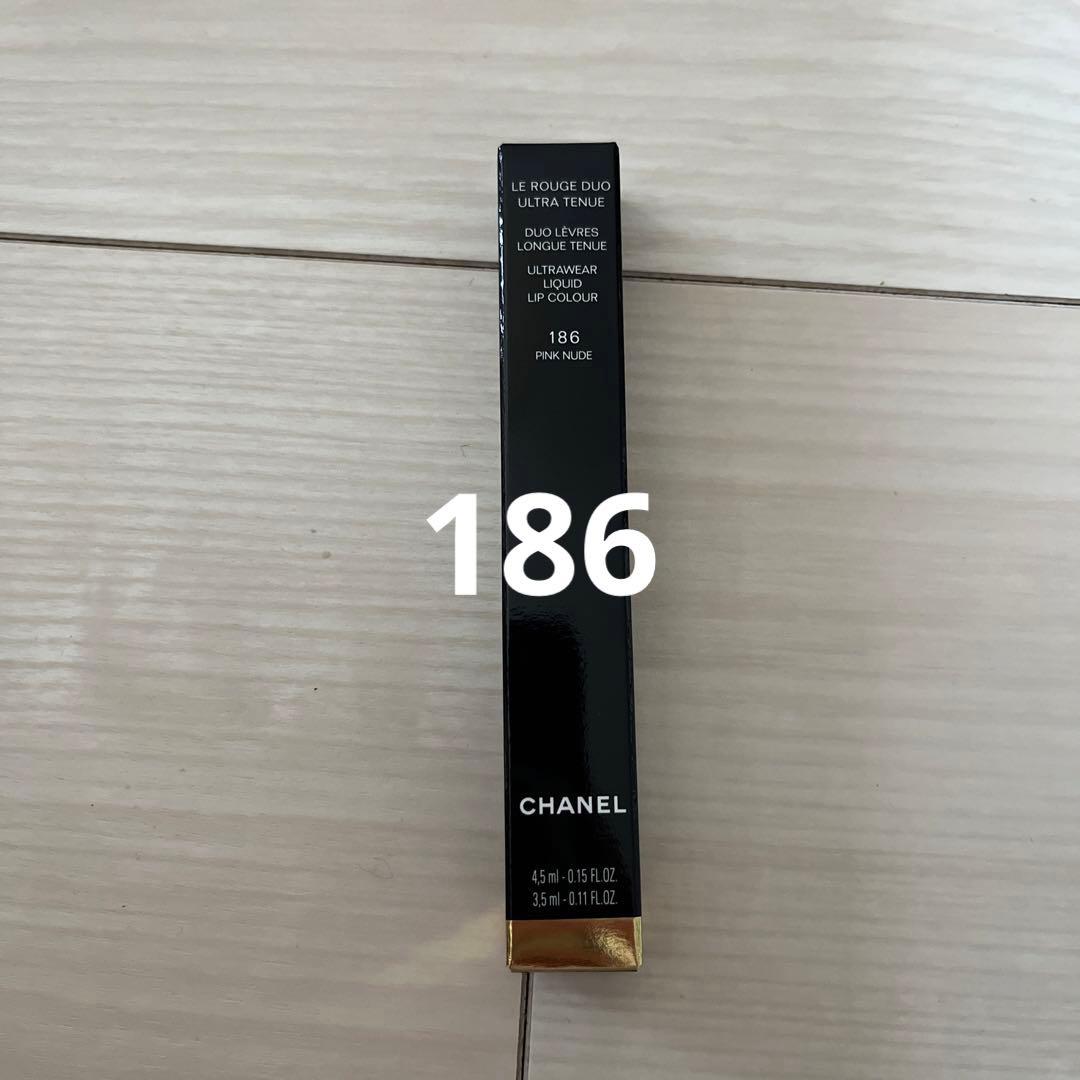 LE ROUGE DUO
ULTRA TENUE
DUO LÈVRES
LONGUE TENUE
ULTRAWEAR
LIQUID
LIP COLOUR
186
PINK NUDE
186
CHANEL
4,5 ml - 0.15 FL.OZ.
3,5 ml - 0.11 FL.OZ.